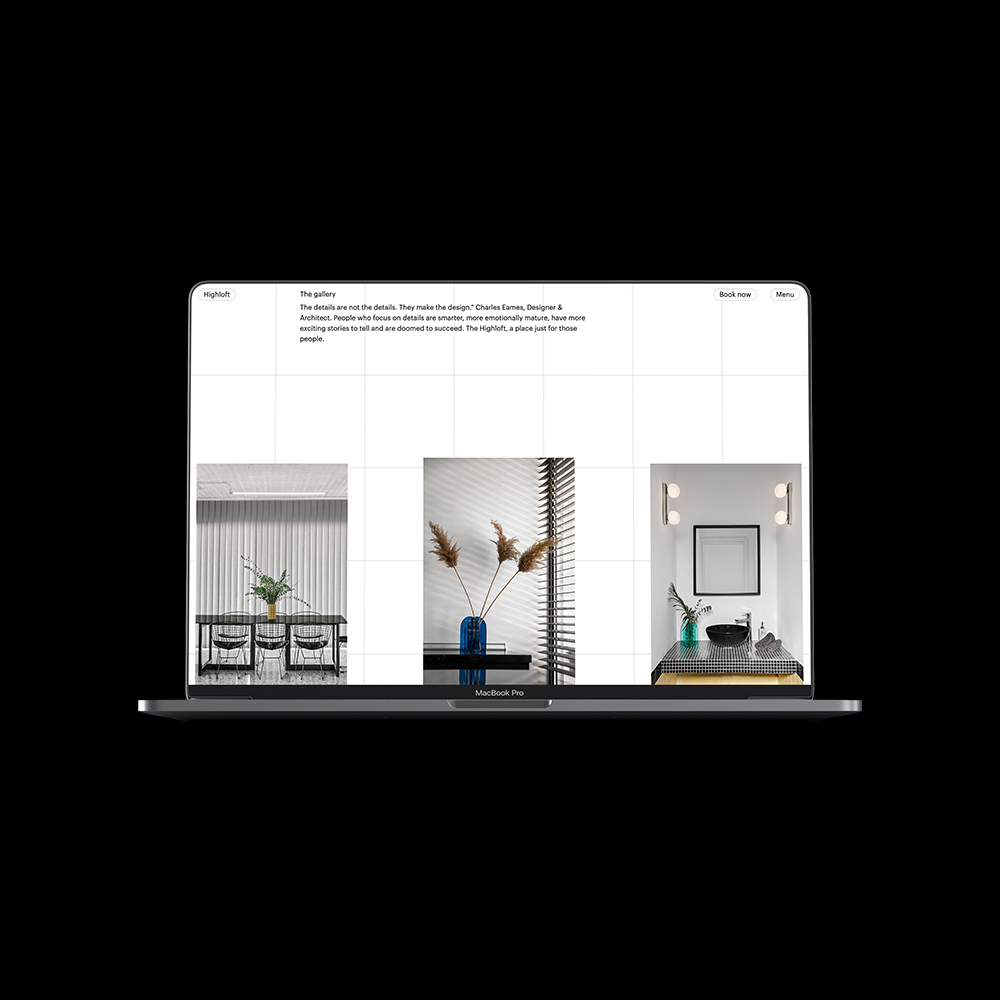 Highloft
The gallery
Book now
Menu
The details are not the details. They make the design.” Charles Eames, Designer &
Architect. People who focus on details are smarter, more emotionally mature, have more
exciting stories to tell and are doomed to succeed. The Highloft, a place just for those
people.
MacBook Pro